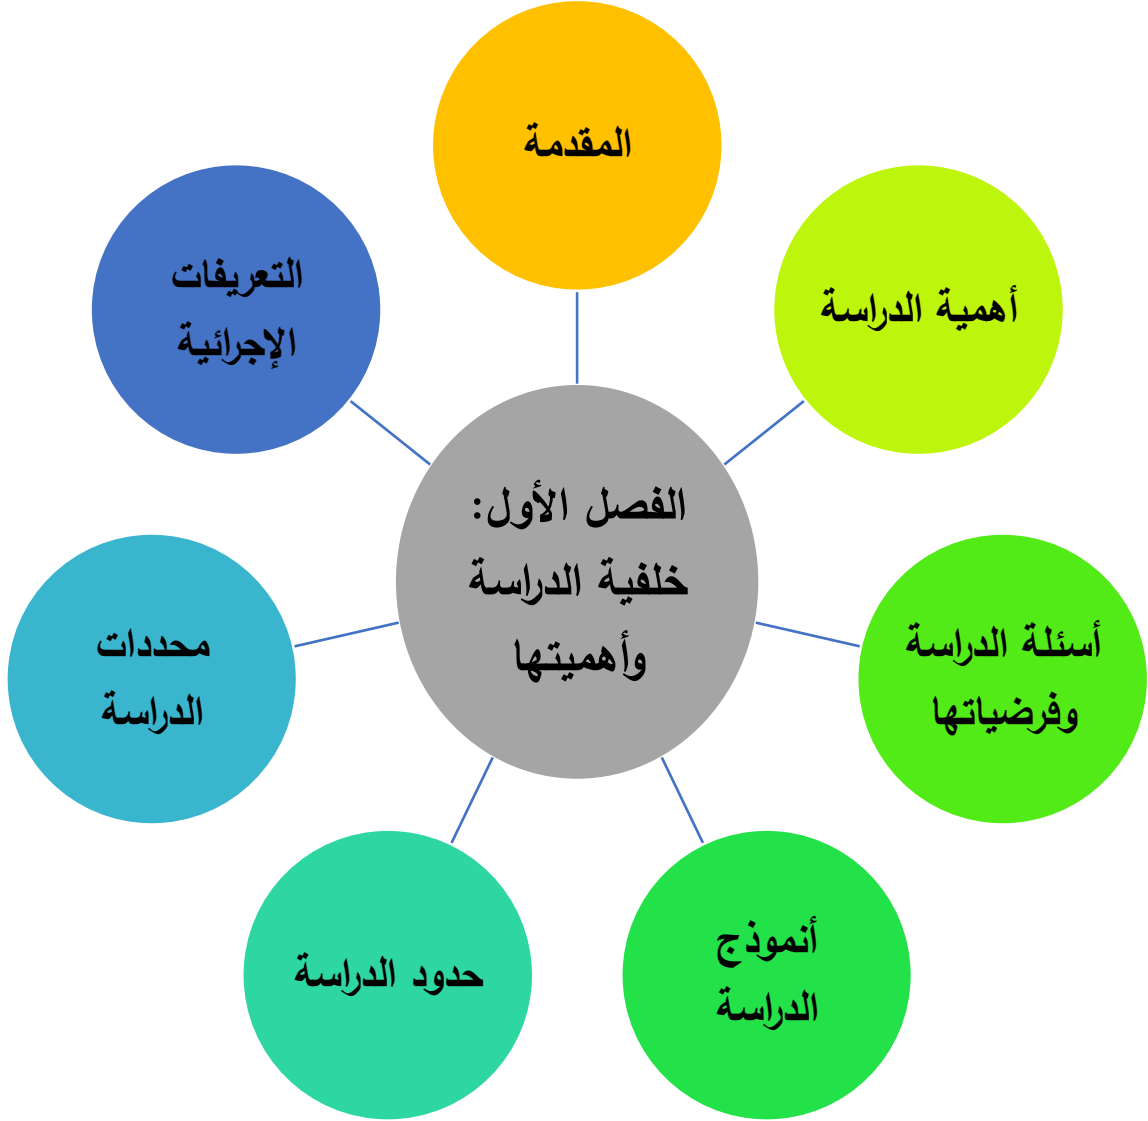 المقدمة
أهمية الدراسة
أسئلة الدراسة
وفرضياتها
أنموذج
الدراسة
حدود الدراسة
محددات
الدراسة
التعريفات
الإجرائية
الفصل الأول:
خلفية الدراسة
وأهميتها